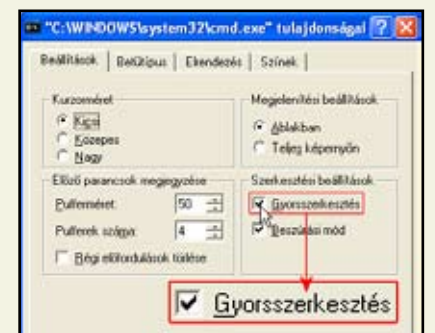 "C:\WINDOWS\system32\cmd.exe" tulajdonságai
Beállítások Betűtípus Elrendezés Színek
Kurzorméret
Kicsi
Közepes
Nagy
Megjelenítési beállítások
Ablakban
Teljes képernyőn
Előző parancsok megjegyzése
Pufferméret: 50
Pufferek száma: 4
Régi előfordulások törlése
Szerkesztési beállítások
Gyorsszerkesztés
Beszúrási mód
Gyorsszerkesztés